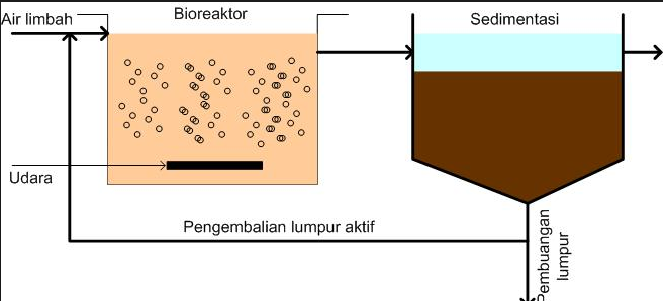 Air limbah
Bioreaktor
Sedimentasi
Udara
Pengembalian lumpur aktif
Pembuangan
lumpur